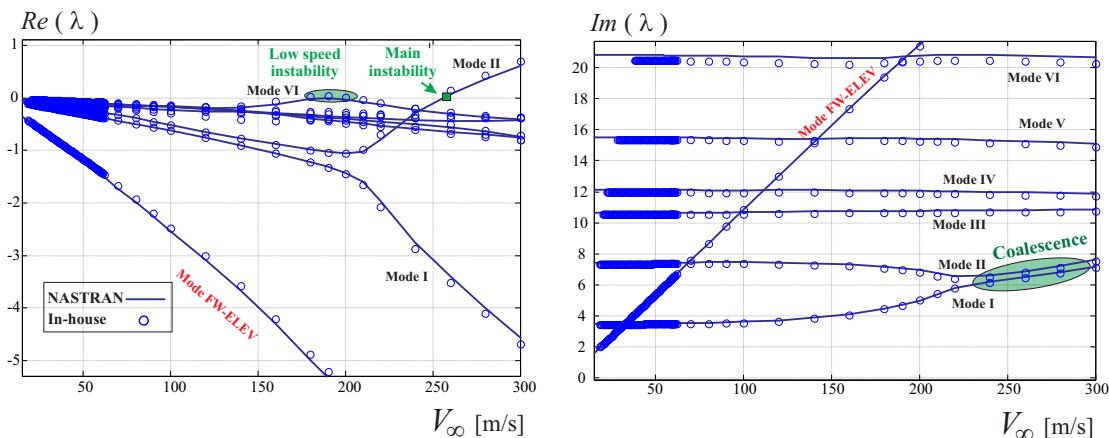 Re ( λ )
1
0
-1
-2
-3
-4
-5
Low speed
instability
Main
instability
Mode II
Mode VI
Mode I
Mode FW-ELEV
NASTRAN
In-house
50
100
150
200
250
300
V∞ [m/s]
Im ( λ )
20
18
16
14
12
10
8
6
4
2
0
Mode FW-ELEV
Mode VI
Mode V
Mode IV
Mode III
Coalescence
Mode II
Mode I
50
100
150
200
250
300
V∞ [m/s]